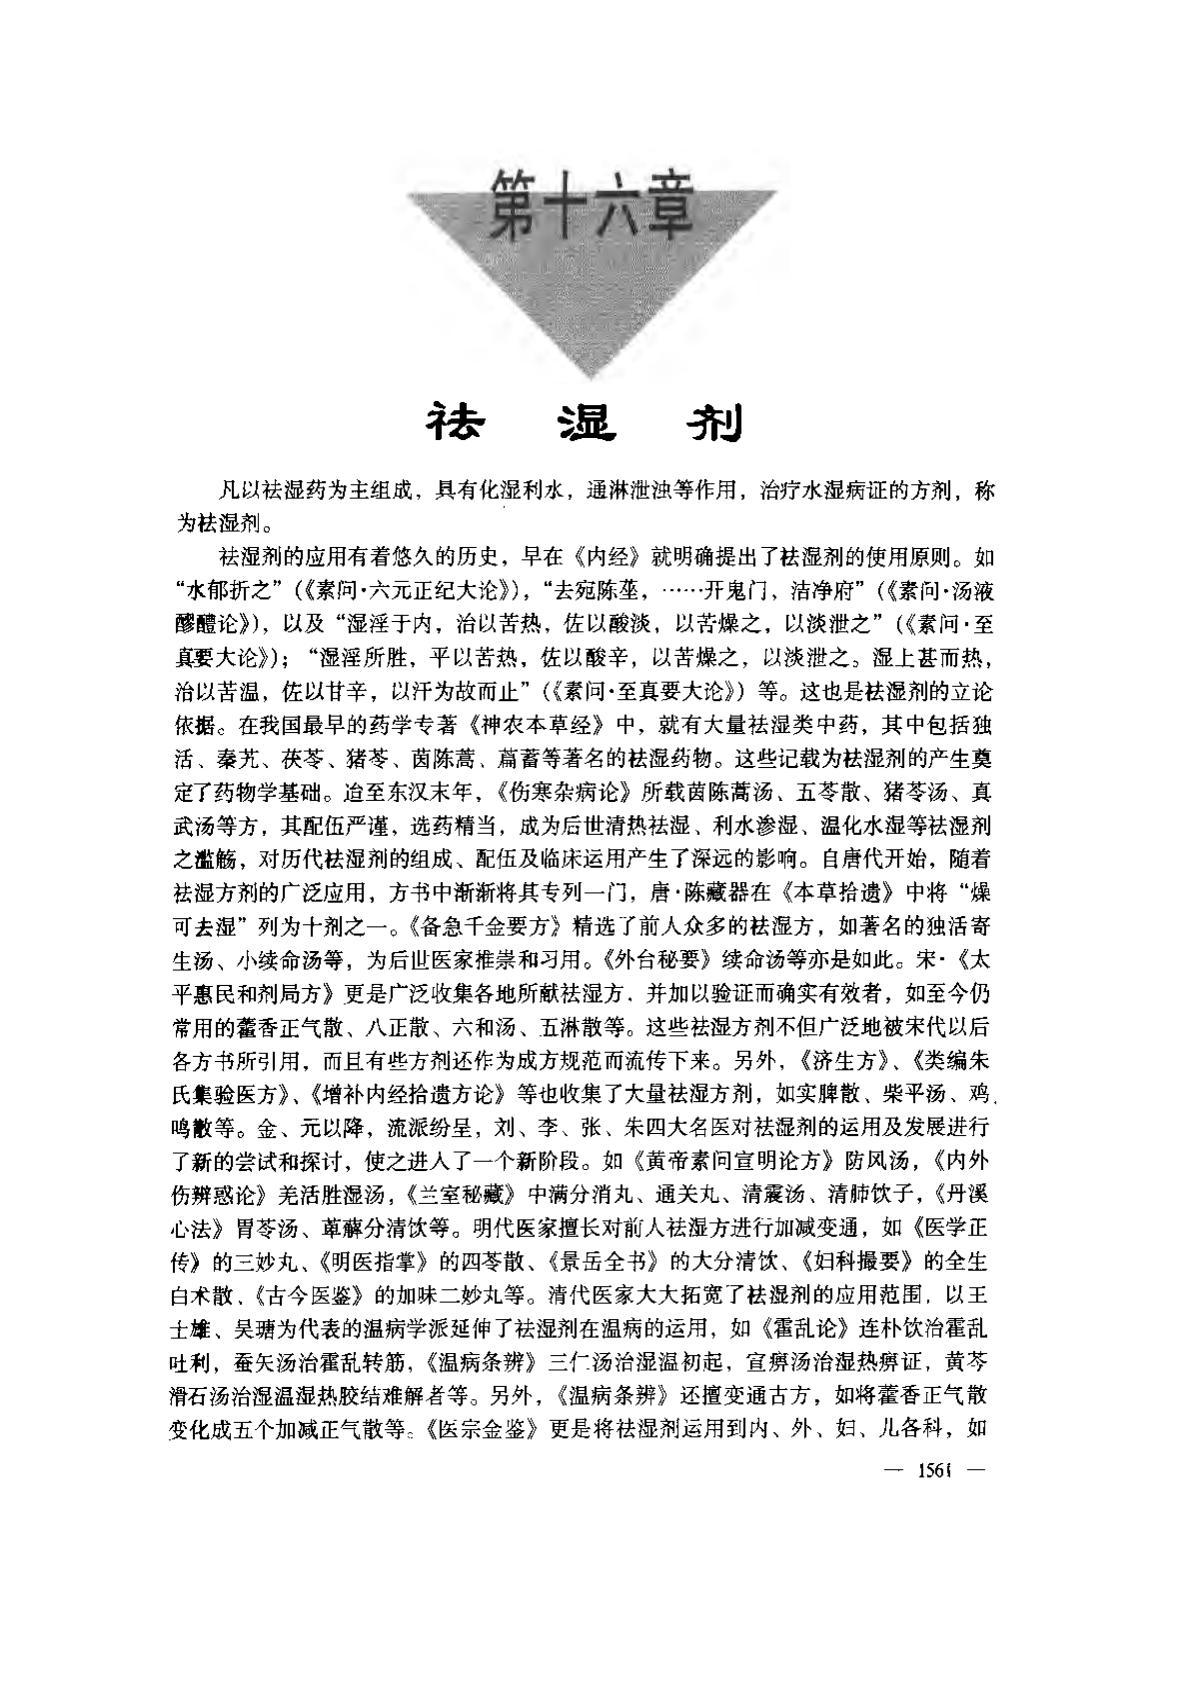 第十六章
祛 湿 剂
凡以祛湿药为主组成，具有化湿利水，通淋泄浊等作用，治疗水湿病证的方剂，称
为祛湿剂。
祛湿剂的应用有着悠久的历史，早在《内经》就明确提出了祛湿剂的使用原则。如
“水郁折之”（《素问·六元正纪大论》），“去宛陈莝，……开鬼门，洁净府”（《素问·汤液
醪醴论》），以及“湿淫于内，治以苦热，佐以酸淡，以苦燥之，以淡泄之”（《素问·至
真要大论》）；“湿淫所胜，平以苦热，佐以酸辛，以苦燥之，以淡泄之。湿上甚而热，
治以苦温，佐以甘辛，以汗为故而止”（《素问·至真要大论》）等。这也是祛湿剂的立论
依据。在我国最早的药学专著《神农本草经》中，就有大量祛湿类中药，其中包括独
活、秦艽、茯苓、猪苓、茵陈蒿、萹蓄等著名的祛湿药物。这些记载为祛湿剂的产生奠
定了药物学基础。迨至东汉末年，《伤寒杂病论》所载茵陈蒿汤、五苓散、猪苓汤、真
武汤等方，其配伍严谨，选药精当，成为后世清热祛湿、利水渗湿、温化水湿等祛湿剂
之滥觞，对历代祛湿剂的组成、配伍及临床运用产生了深远的影响。自唐代开始，随着
祛湿方剂的广泛应用，方书中渐渐将其专列一门，唐·陈藏器在《本草拾遗》中将“燥
可去湿”列为十剂之一。《备急千金要方》精选了前人众多的祛湿方，如著名的独活寄
生汤、小续命汤等，为后世医家推崇和习用。《外台秘要》续命汤等亦是如此。宋·《太
平惠民和剂局方》更是广泛收集各地所献祛湿方，并加以验证而确实有效者，如至今仍
常用的藿香正气散、八正散、六和汤、五淋散等。这些祛湿方剂不但广泛地被宋代以后
各方书所引用，而且有些方剂还作为成方规范而流传下来。另外，《济生方》、《类编朱
氏集验医方》、《增补内经拾遗方论》等也收集了大量祛湿方剂，如实脾散、柴平汤、鸡
鸣散等。金、元以降，流派纷呈，刘、李、张、朱四大名医对祛湿剂的运用及发展进行
了新的尝试和探讨，使之进入了一个新阶段。如《黄帝素问宣明论方》防风汤，《内外
伤辨惑论》羌活胜湿汤，《兰室秘藏》中满分消丸、通关丸、清震汤、清肺饮子，《丹溪
心法》胃苓汤、萆薢分清饮等。明代医家擅长对前人祛湿方进行加减变通，如《医学正
传》的三妙丸、《明医指掌》的四苓散、《景岳全书》的大分清饮、《妇科撮要》的全生
白术散、《古今医鉴》的加味二妙丸等。清代医家大大拓宽了祛湿剂的应用范围，以王
士雄、吴瑭为代表的温病学派延伸了祛湿剂在温病的运用，如《霍乱论》连朴饮治霍乱
吐利，蚕矢汤治霍乱转筋，《温病条辨》三仁汤治湿温初起，宣痹汤治湿热痹证，黄芩
滑石汤治湿温湿热胶结难解者等。另外，《温病条辨》还擅变通古方，如将藿香正气散
变化成五个加减正气散等。《医宗金鉴》更是将祛湿剂运用到内、外、妇、儿各科，如
— 1561 —